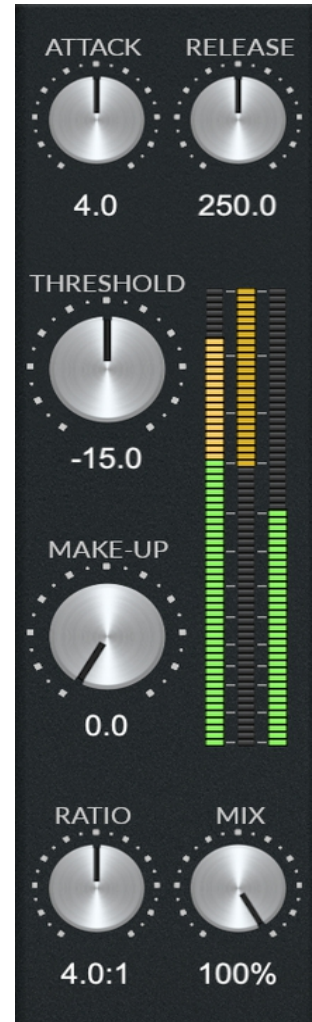 ATTACK RELEASE
4.0 250.0
THRESHOLD
-15.0
MAKE-UP
0.0
RATIO MIX
4.0:1 100%